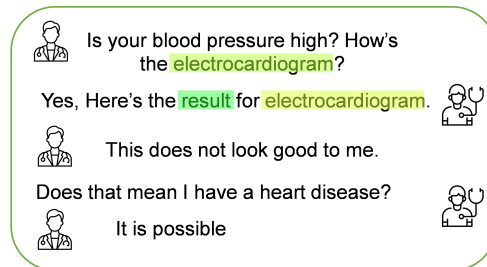 Is your blood pressure high? How's
the electrocardiogram?
Yes, Here's the result for electrocardiogram.
This does not look good to me.
Does that mean I have a heart disease?
It is possible